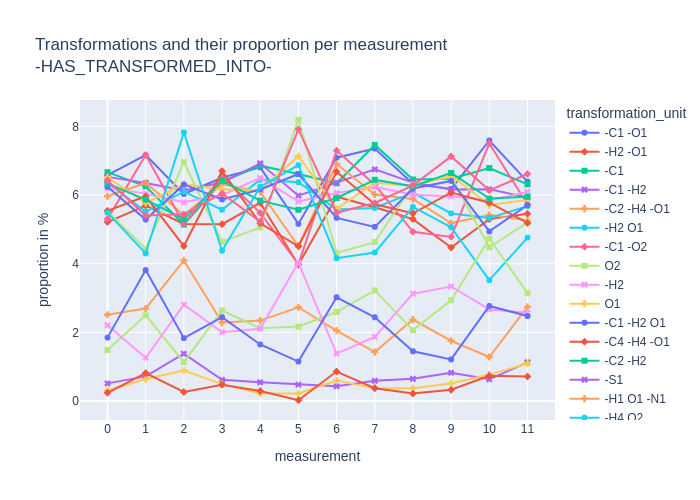 Transformations and their proportion per measurement
-HAS_TRANSFORMED_INTO-
transformation_unit
-C1 -O1
-H2 -O1
-C1
-C1 -H2
-C2 -H4 -O1
-H2 O1
-C1 -O2
O2
-H2
O1
-C1 -H2 O1
-C4 -H4 -O1
-C2 -H2
-S1
-H1 O1 -N1
-H4 O2
8
6
4
2
0
proportion in %
0 1 2 3 4 5 6 7 8 9 10 11
measurement